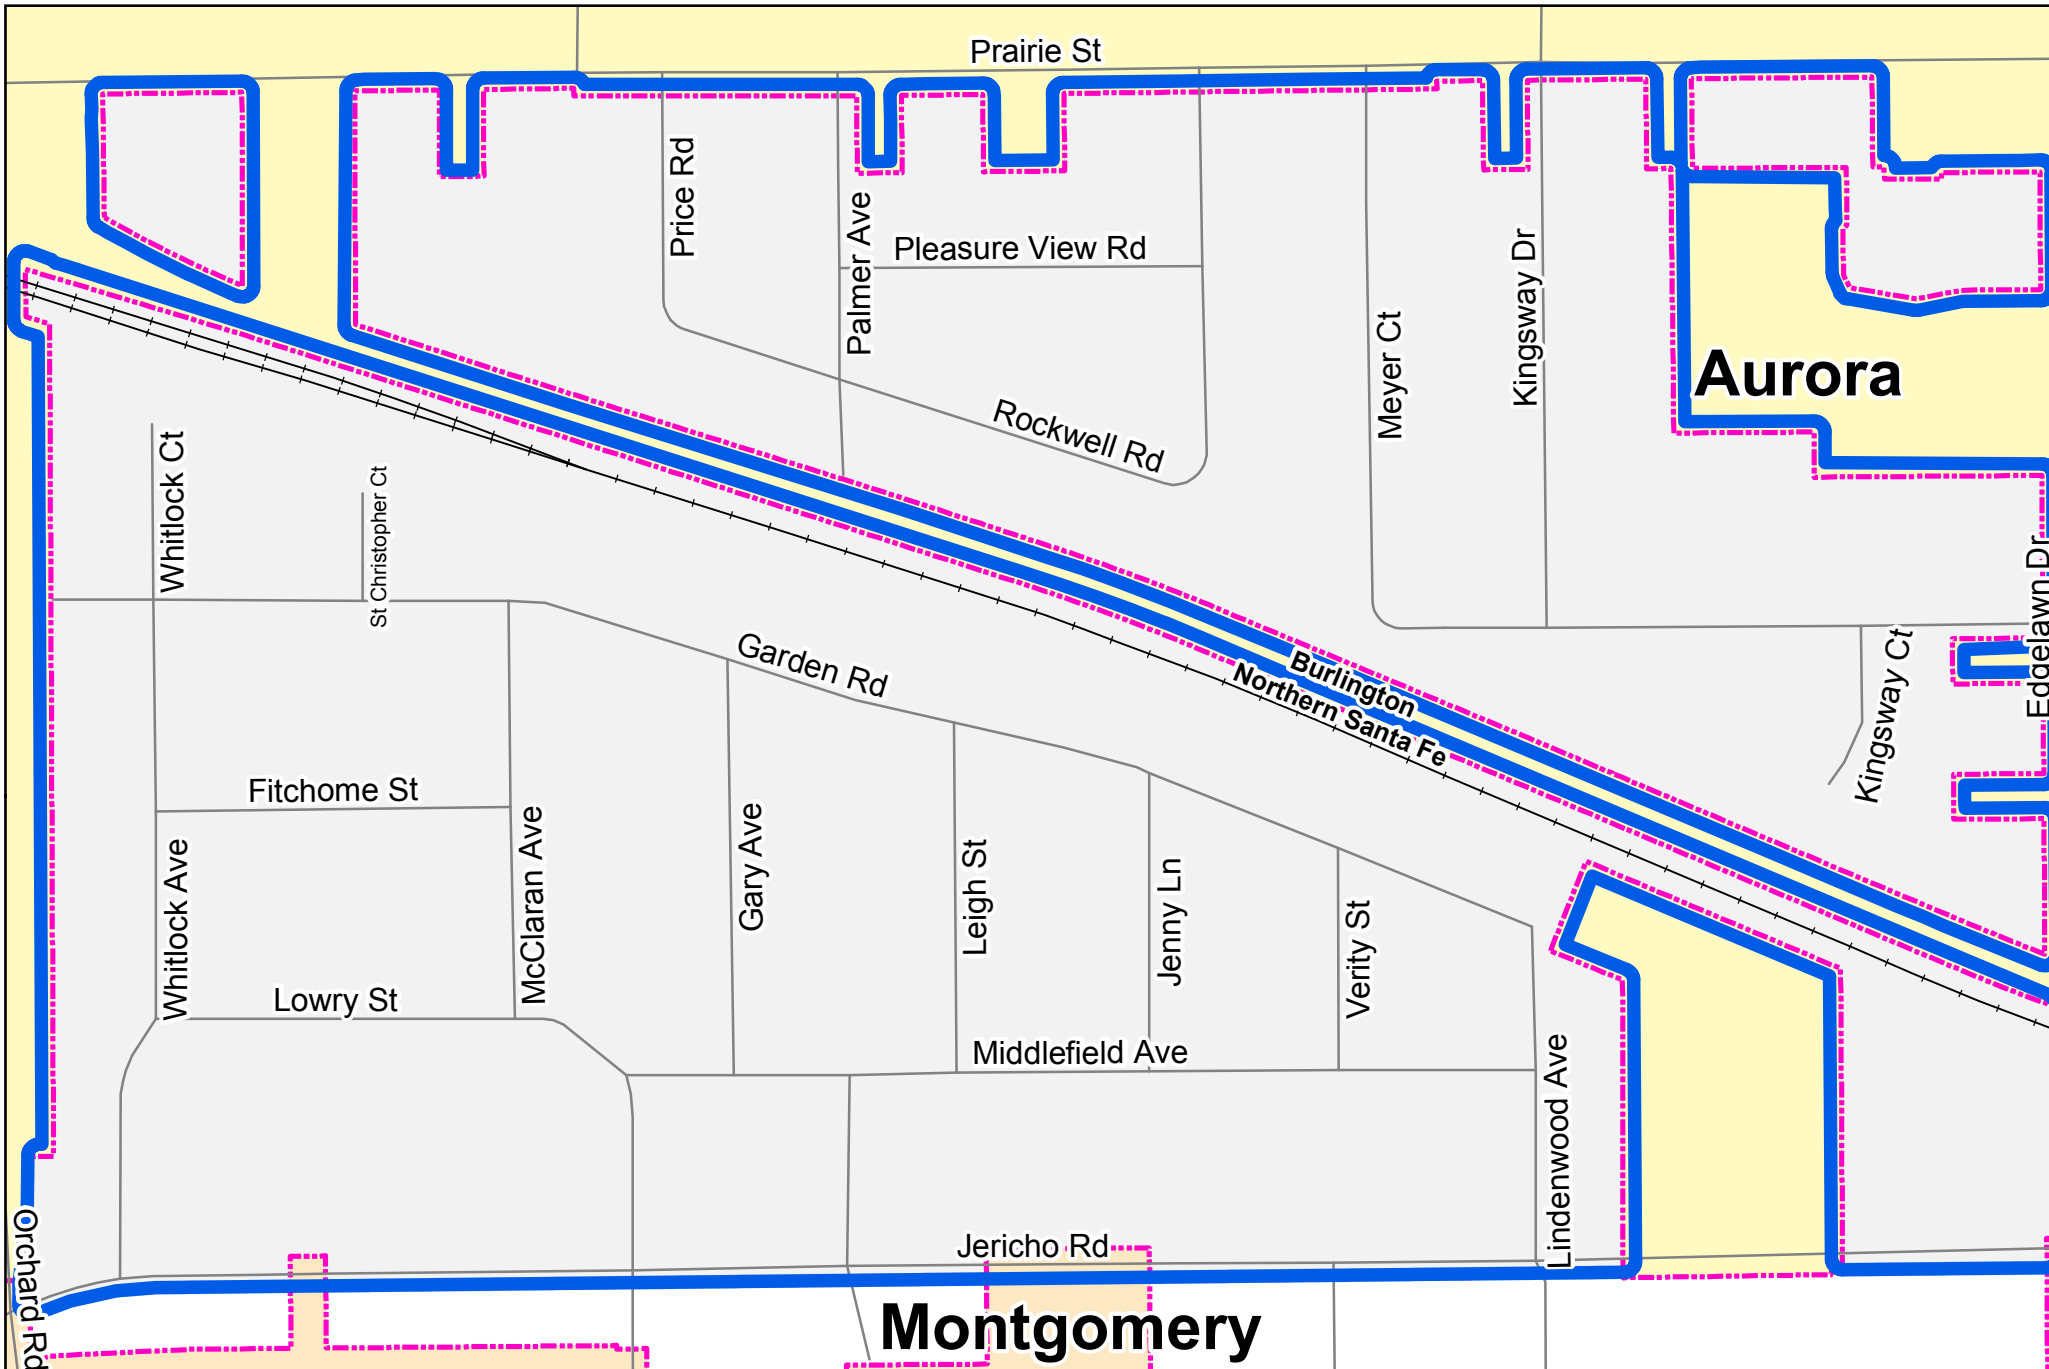 Prairie St
Price Rd
Palmer Ave
Pleasure View Rd
Kingsway Dr
Meyer Ct
Aurora
Rockwell Rd
Whitlock Ct
St Christopher Ct
Garden Rd
Burlington
Northern Santa Fe
Eddelawn Dr
Kingsway Ct
Fitchome St
Whitlock Ave
McClaran Ave
Gary Ave
Leigh St
Jenny Ln
Verity St
Lowry St
Middlefield Ave
Lindenwood Ave
Jericho Rd
Orchard Rd
Montgomery